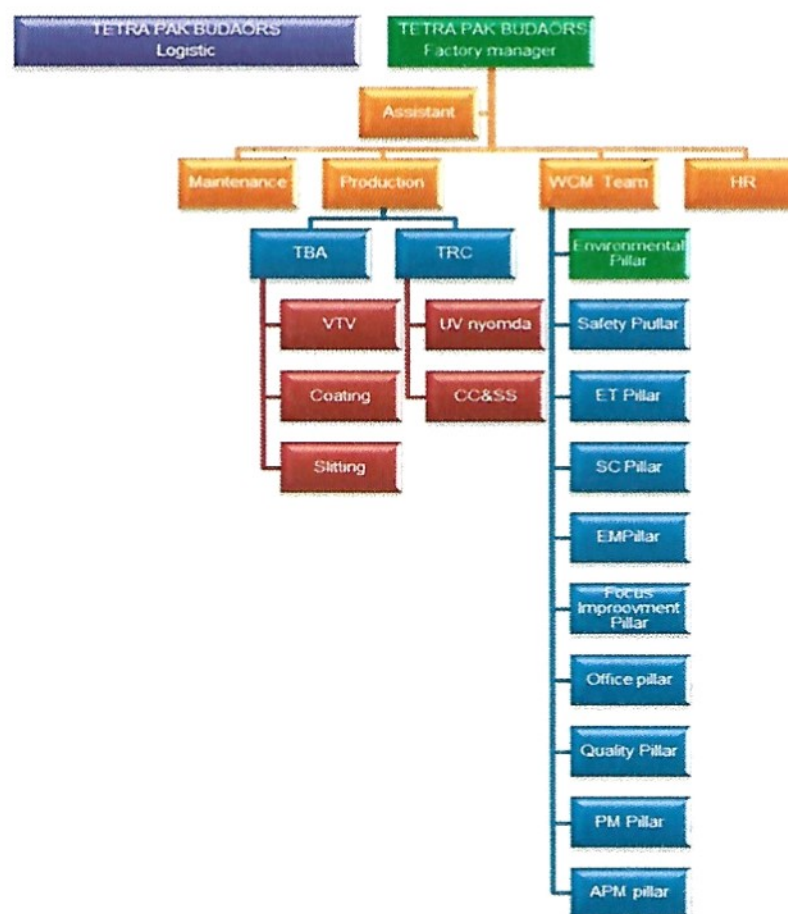 TETRA PAK BUDAORS
Logistic
TETRA PAK BUDAORS
Factory manager
Assistant
Maintenance
Production
WCM Team
HR
TBA
TRC
Environmental
Pillar
VTV
UV nyomda
Safety Piullar
Coating
CC&SS
ET Pillar
Slitting
SC Pillar
EMPillar
Focus
Improovment
Pillar
Office pillar
Quality Pillar
PM Pillar
APM pillar